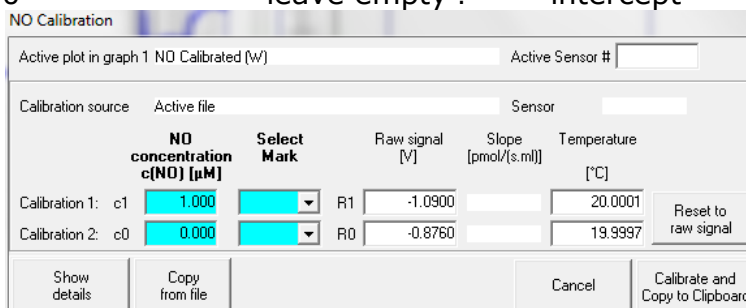 leave empty ! intercept
NO Calibration
Active plot in graph 1 NO Calibrated (W) Active Sensor #
Calibration source Active file Sensor
NO concentration c(NO) [µM] Select Mark Raw signal [V] Slope [pmol/(s.ml)] Temperature [°C]
Calibration 1: c1 1.000 R1 -1.0900 20.0001 Reset to raw signal
Calibration 2: c0 0.000 R0 -0.8760 19.9997
Show details Copy from file Cancel Calibrate and Copy to Clipboard